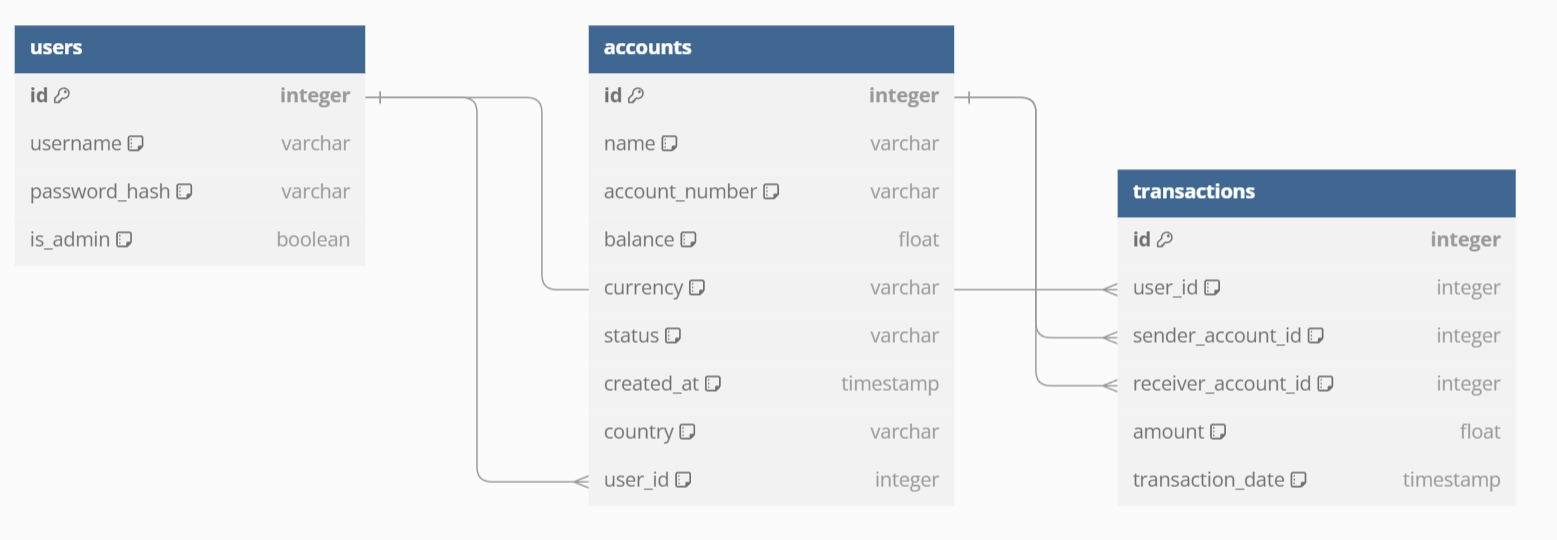 users
id integer
username varchar
password_hash varchar
is_admin boolean
accounts
id integer
name varchar
account_number varchar
balance float
currency varchar
status varchar
created_at timestamp
country varchar
user_id integer
transactions
id integer
user_id integer
sender_account_id integer
receiver_account_id integer
amount float
transaction_date timestamp